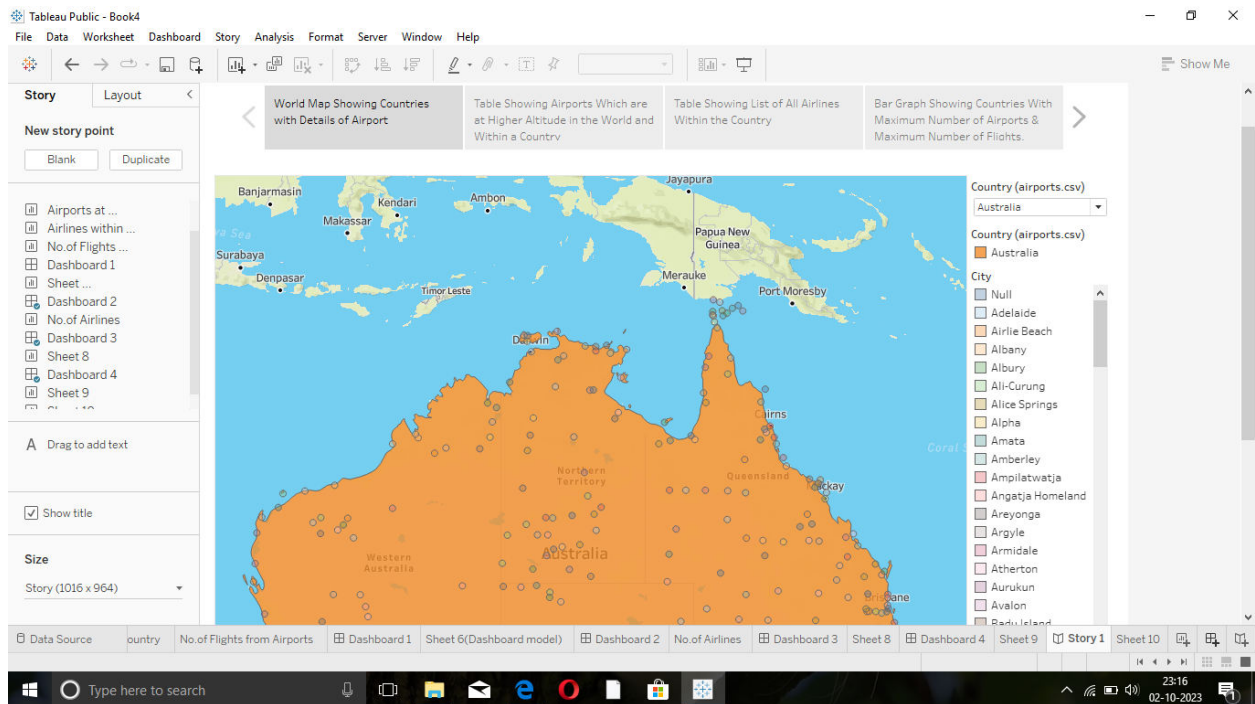 Tableau Public - Book4
File Data Worksheet Dashboard Story Analysis Format Server Window Help
Show Me
Story Layout
New story point
Blank Duplicate
Airports at ...
Airlines within ...
No.of Flights ...
Dashboard 1
Sheet ...
Dashboard 2
No.of Airlines
Dashboard 3
Sheet 8
Dashboard 4
Sheet 9
A Drag to add text
Show title
Size
Story (1016 x 964)
World Map Showing Countries
with Details of Airport
Table Showing Airports Which are
at Higher Altitude in the World and
Within a Country
Table Showing List of All Airlines
Within the Country
Bar Graph Showing Countries With
Maximum Number of Airports &
Maximum Number of Flights.
Banjarmasin
Kendari
Ambon
Jayapura
Makassar
Papua New
Guinea
Surabaya
Denpasar
Timor Leste
Merauke
Port Moresby
Darwin
Cairns
Coral
Northern
Territory
Queensland
Mackay
Australia
Western
Australia
Brisbane
Country (airports.csv)
Australia
Country (airports.csv)
Australia
City
Null
Adelaide
Airlie Beach
Albany
Albury
Ali-Curung
Alice Springs
Alpha
Amata
Amberley
Ampilatwatja
Angatja Homeland
Areyonga
Argyle
Armidale
Atherton
Aurukun
Avalon
Badu Island
Data Source ountry No.of Flights from Airports Dashboard 1 Sheet 6(Dashboard model) Dashboard 2 No.of Airlines Dashboard 3 Sheet 8 Dashboard 4 Sheet 9 Story 1 Sheet 10
Type here to search
23:16
02-10-2023